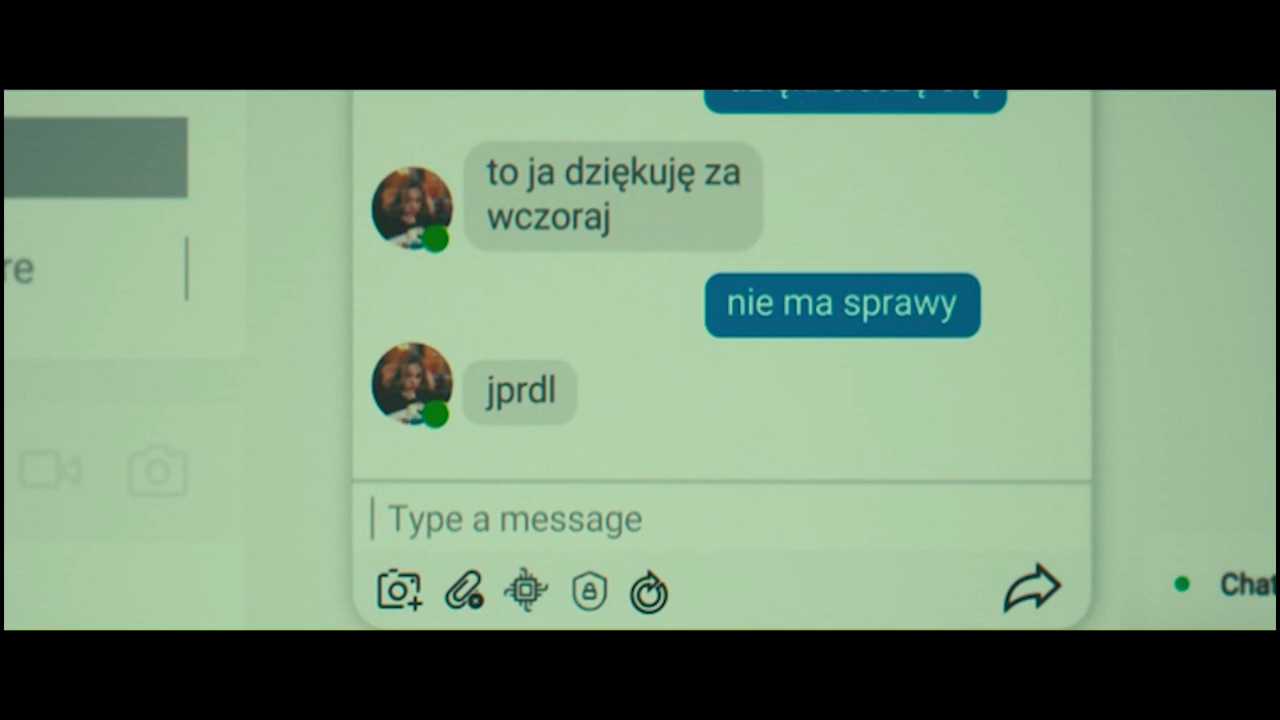 to ja dziękuję za
wczoraj
re
nie ma sprawy
jprdl
Type a message
Chat